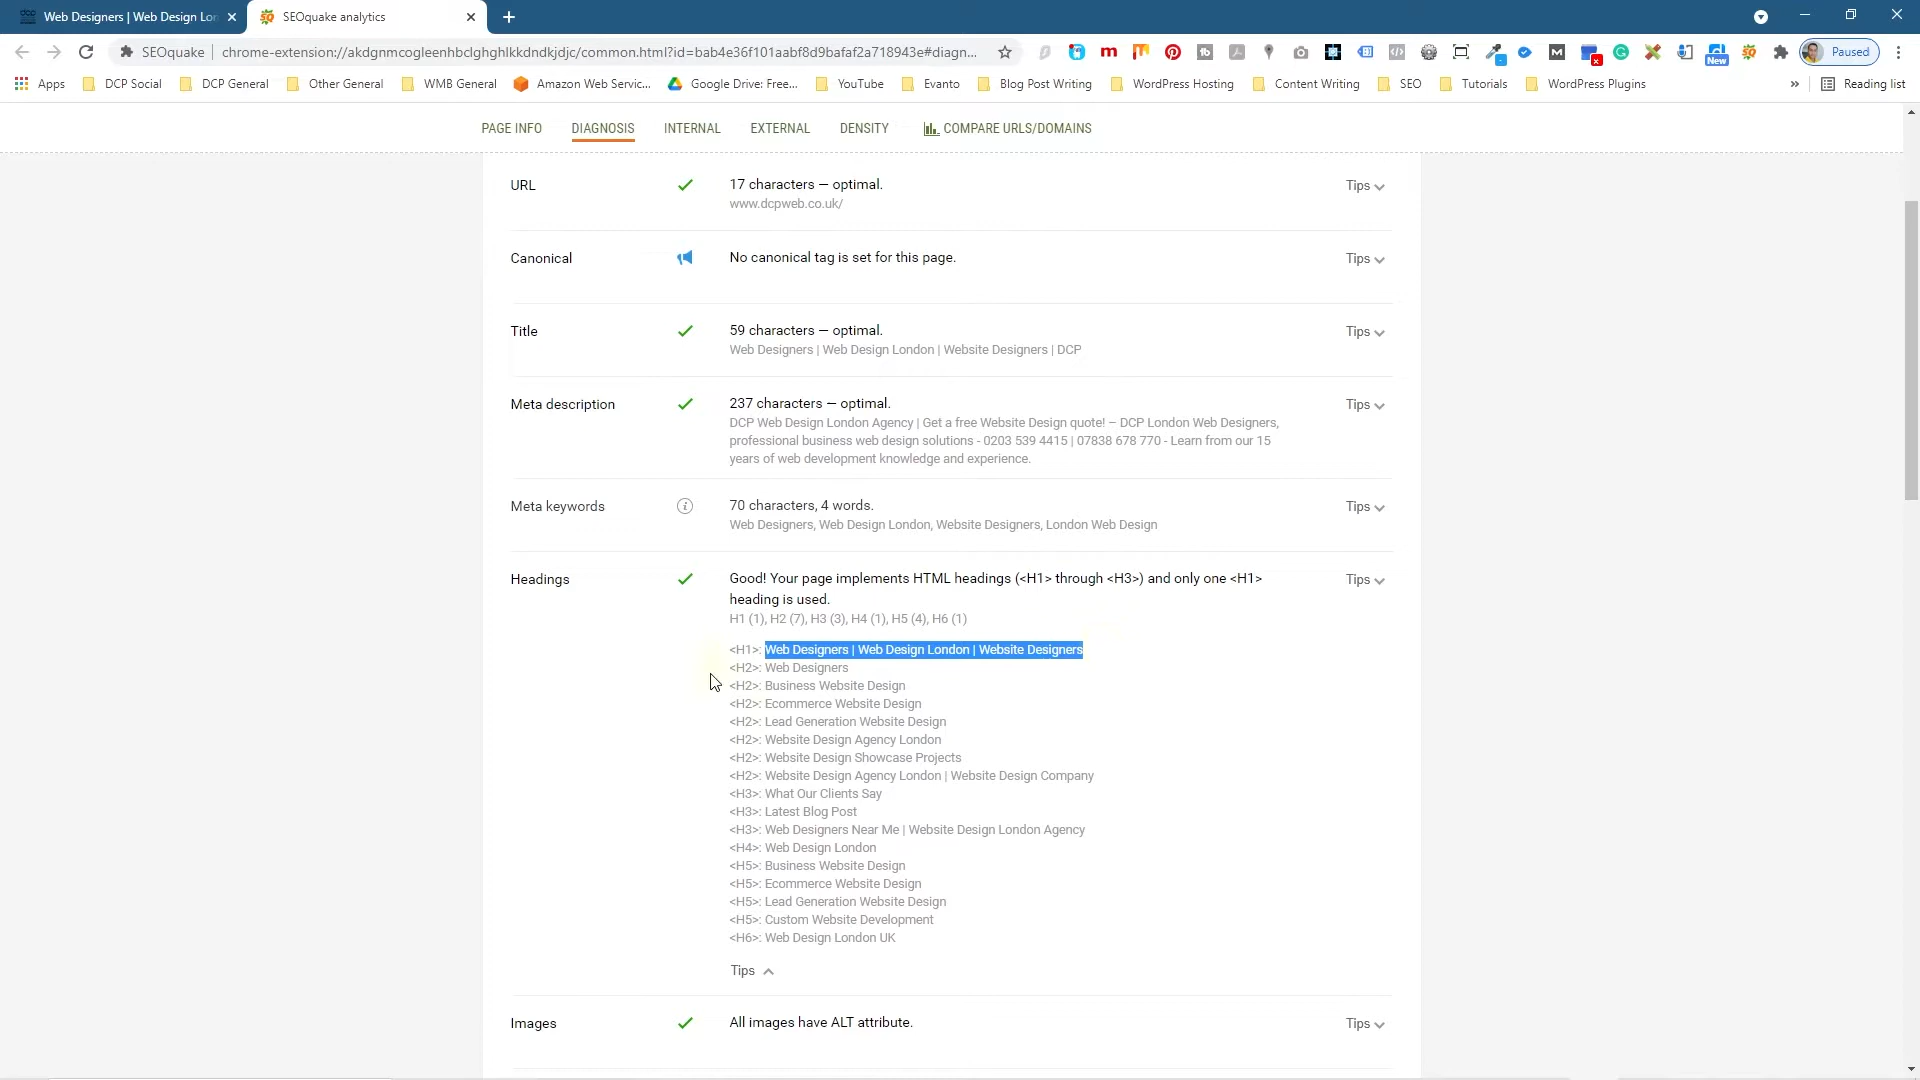 Web Designers | Web Design Lon
SEOquake analytics
SEOquake
chrome-extension://akdgnmcogleenhbclghghlkkdndkjdjc/common.html?id=bab4e36f101aabf8d9bafaf2a718943e#diagn...
New
Paused
Apps
DCP Social
DCP General
Other General
WMB General
Amazon Web Servic...
Google Drive: Free...
YouTube
Evanto
Blog Post Writing
WordPress Hosting
Content Writing
SEO
Tutorials
WordPress Plugins
»
Reading list
PAGE INFO
DIAGNOSIS
INTERNAL
EXTERNAL
DENSITY
COMPARE URLS/DOMAINS
URL
17 characters — optimal.
www.dcpweb.co.uk/
Tips
Canonical
No canonical tag is set for this page.
Tips
Title
59 characters — optimal.
Web Designers | Web Design London | Website Designers | DCP
Tips
Meta description
237 characters — optimal.
DCP Web Design London Agency | Get a free Website Design quote! – DCP London Web Designers,
professional business web design solutions - 0203 539 4415 | 07838 678 770 - Learn from our 15
years of web development knowledge and experience.
Tips
Meta keywords
70 characters, 4 words.
Web Designers, Web Design London, Website Designers, London Web Design
Tips
Headings
Good! Your page implements HTML headings (<H1> through <H3>) and only one <H1>
heading is used.
H1 (1), H2 (7), H3 (3), H4 (1), H5 (4), H6 (1)
Tips
<H1>: Web Designers | Web Design London | Website Designers
<H2>: Web Designers
<H2>: Business Website Design
<H2>: Ecommerce Website Design
<H2>: Lead Generation Website Design
<H2>: Website Design Agency London
<H2>: Website Design Showcase Projects
<H2>: Website Design Agency London | Website Design Company
<H3>: What Our Clients Say
<H3>: Latest Blog Post
<H3>: Web Designers Near Me | Website Design London Agency
<H4>: Web Design London
<H5>: Business Website Design
<H5>: Ecommerce Website Design
<H5>: Lead Generation Website Design
<H5>: Custom Website Development
<H6>: Web Design London UK
Tips
Images
All images have ALT attribute.
Tips